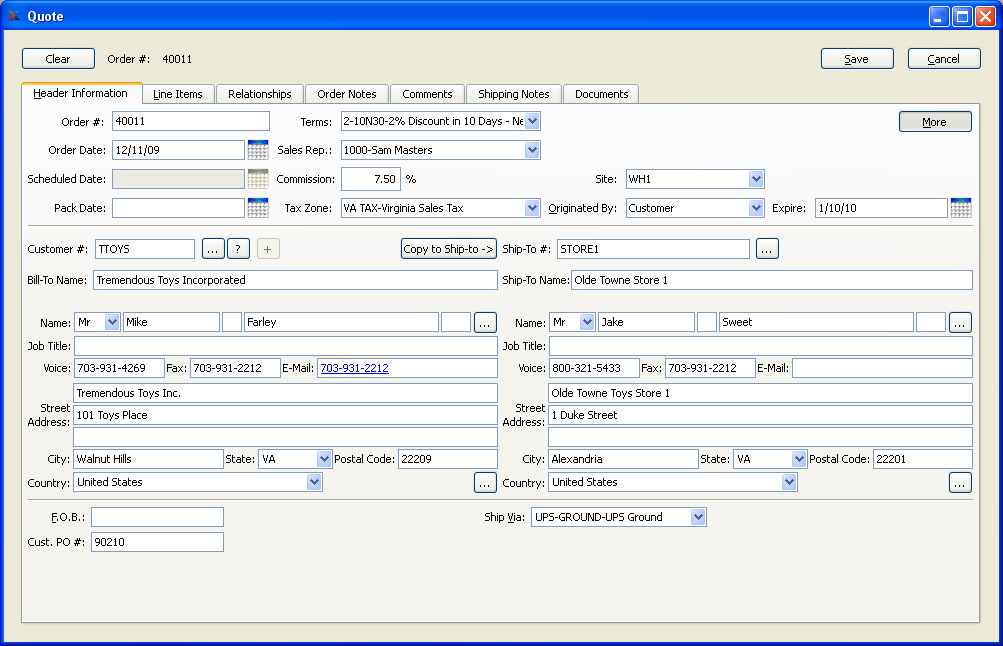 Quote
Clear Order #: 40011 Save Cancel
Header Information Line Items Relationships Order Notes Comments Shipping Notes Documents
Order #: 40011 Terms: 2-10N30-2% Discount in 10 Days - Ne More
Order Date: 12/11/09 Sales Rep.: 1000-Sam Masters
Scheduled Date: Commission: 7.50 % Site: WH1
Pack Date: Tax Zone: VA TAX-Virginia Sales Tax Originated By: Customer Expire: 1/10/10
Customer #: TTOYS ... ? + Copy to Ship-to -> Ship-To #: STORE1 ...
Bill-To Name: Tremendous Toys Incorporated Ship-To Name: Olde Towne Store 1
Name: Mr Mike Farley ... Name: Mr Jake Sweet ...
Job Title: Job Title:
Voice: 703-931-4269 Fax: 703-931-2212 E-Mail: 703-931-2212 Voice: 800-321-5433 Fax: 703-931-2212 E-Mail:
Tremendous Toys Inc. Olde Towne Toys Store 1
Street Address: 101 Toys Place Street Address: 1 Duke Street
City: Walnut Hills State: VA Postal Code: 22209 City: Alexandria State: VA Postal Code: 22201
Country: United States ... Country: United States ...
F.O.B.: Ship Via: UPS-GROUND-UPS Ground
Cust. PO #: 90210